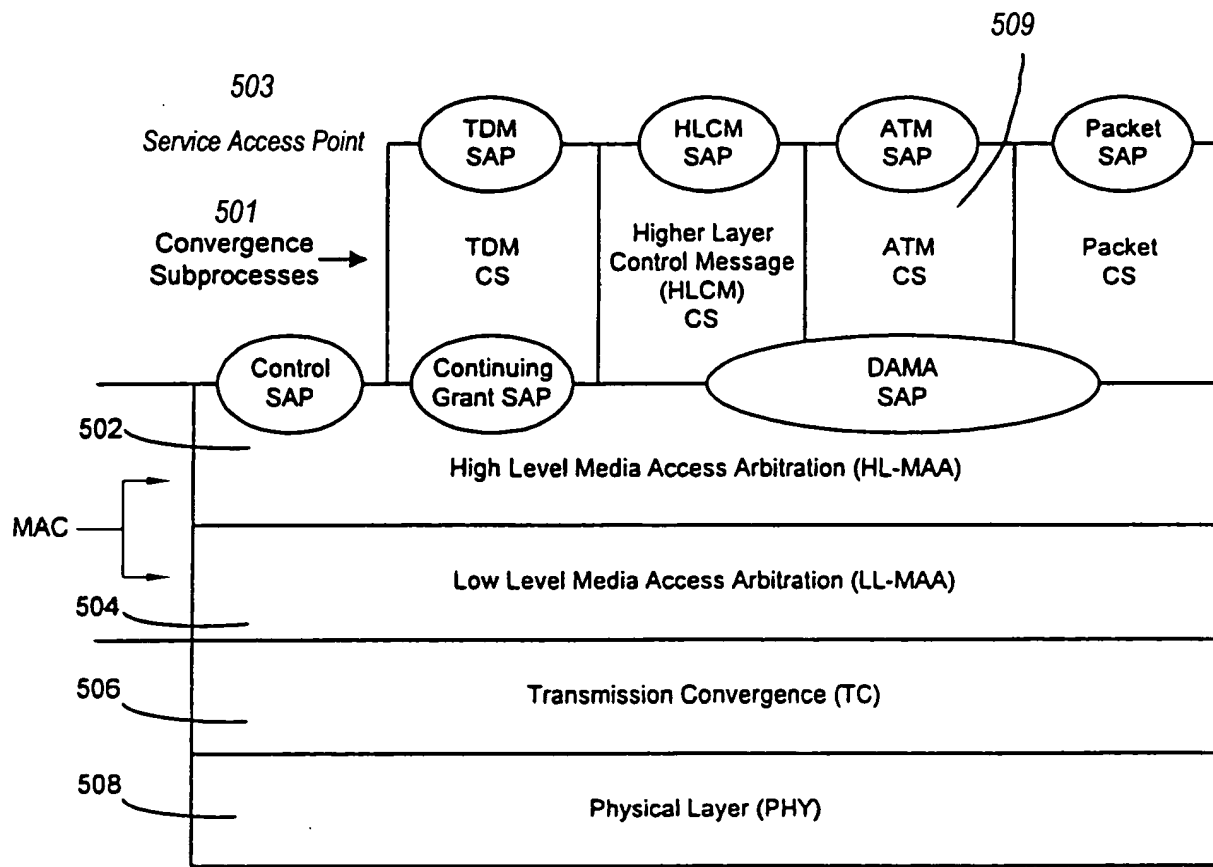 509
503
Service Access Point
TDM
SAP
HLCM
SAP
ATM
SAP
Packet
SAP
501
Convergence
Subprocesses
TDM
CS
Higher Layer
Control Message
(HLCM)
CS
ATM
CS
Packet
CS
Control
SAP
Continuing
Grant SAP
DAMA
SAP
502
High Level Media Access Arbitration (HL-MAA)
MAC
Low Level Media Access Arbitration (LL-MAA)
504
506
Transmission Convergence (TC)
508
Physical Layer (PHY)